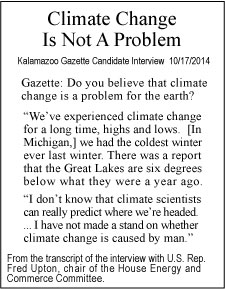 Climate Change
Is Not A Problem
Kalamazoo Gazette Candidate Interview  10/17/2014
Gazette: Do you believe that climate
change is a problem for the earth?
“We’ve experienced climate change
for a long time, highs and lows.  [In
Michigan,] we had the coldest winter
ever last winter. There was a report
that the Great Lakes are six degrees
below what they were a year ago.
“I don’t know that climate scientists
can really predict where we’re headed.
... I have not made a stand on whether
climate change is caused by man.”
From the transcript of the interview with U.S. Rep.
Fred Upton, chair of the House Energy and
Commerce Committee.